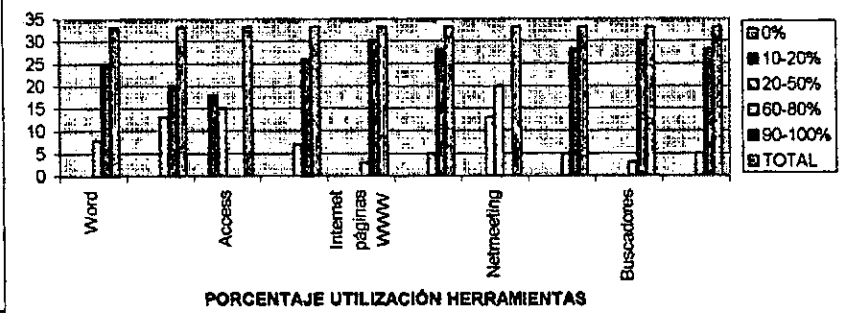 35
30
25
20
15
10
5
0
Word
Access
Internet
páginas
WWW
Netmeeting
Buscadores
0%
10-20%
20-50%
60-80%
90-100%
TOTAL
PORCENTAJE UTILIZACIÓN HERRAMIENTAS